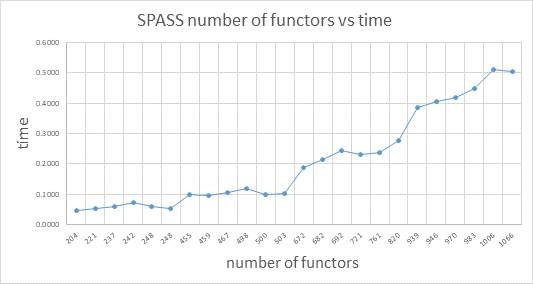 SPASS number of functors vs time
0.6000
0.5000
0.4000
0.3000
0.2000
0.1000
0.0000
time
204 221 237 242 248 248 455 459 467 498 500 503 672 682 692 721 761 820 939 946 970 983 1006 1066
number of functors